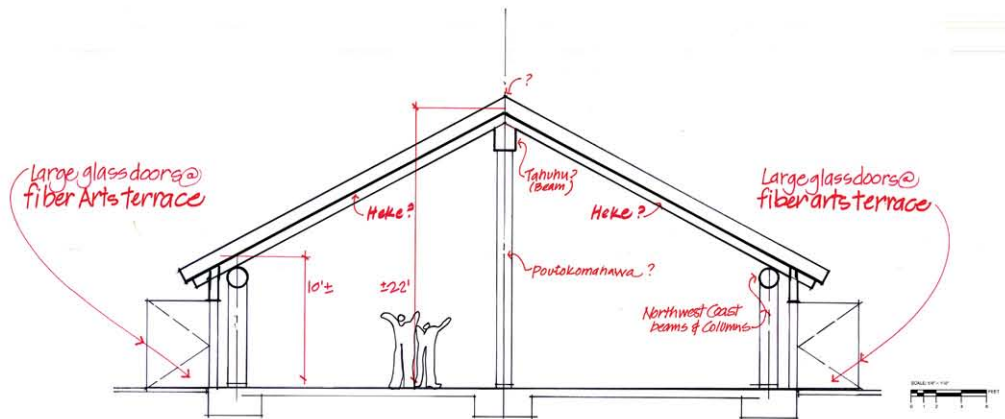 ?
Large glass doors @
fiber Arts terrace
Tahuhu?
(Beam)
Heke?
Heke?
Large glass doors @
fiber arts terrace
Poutokomanawa?
10'±
±22'
Northwest Coast
beams & Columns
SCALE: 1/4" = 1'-0"
FEET